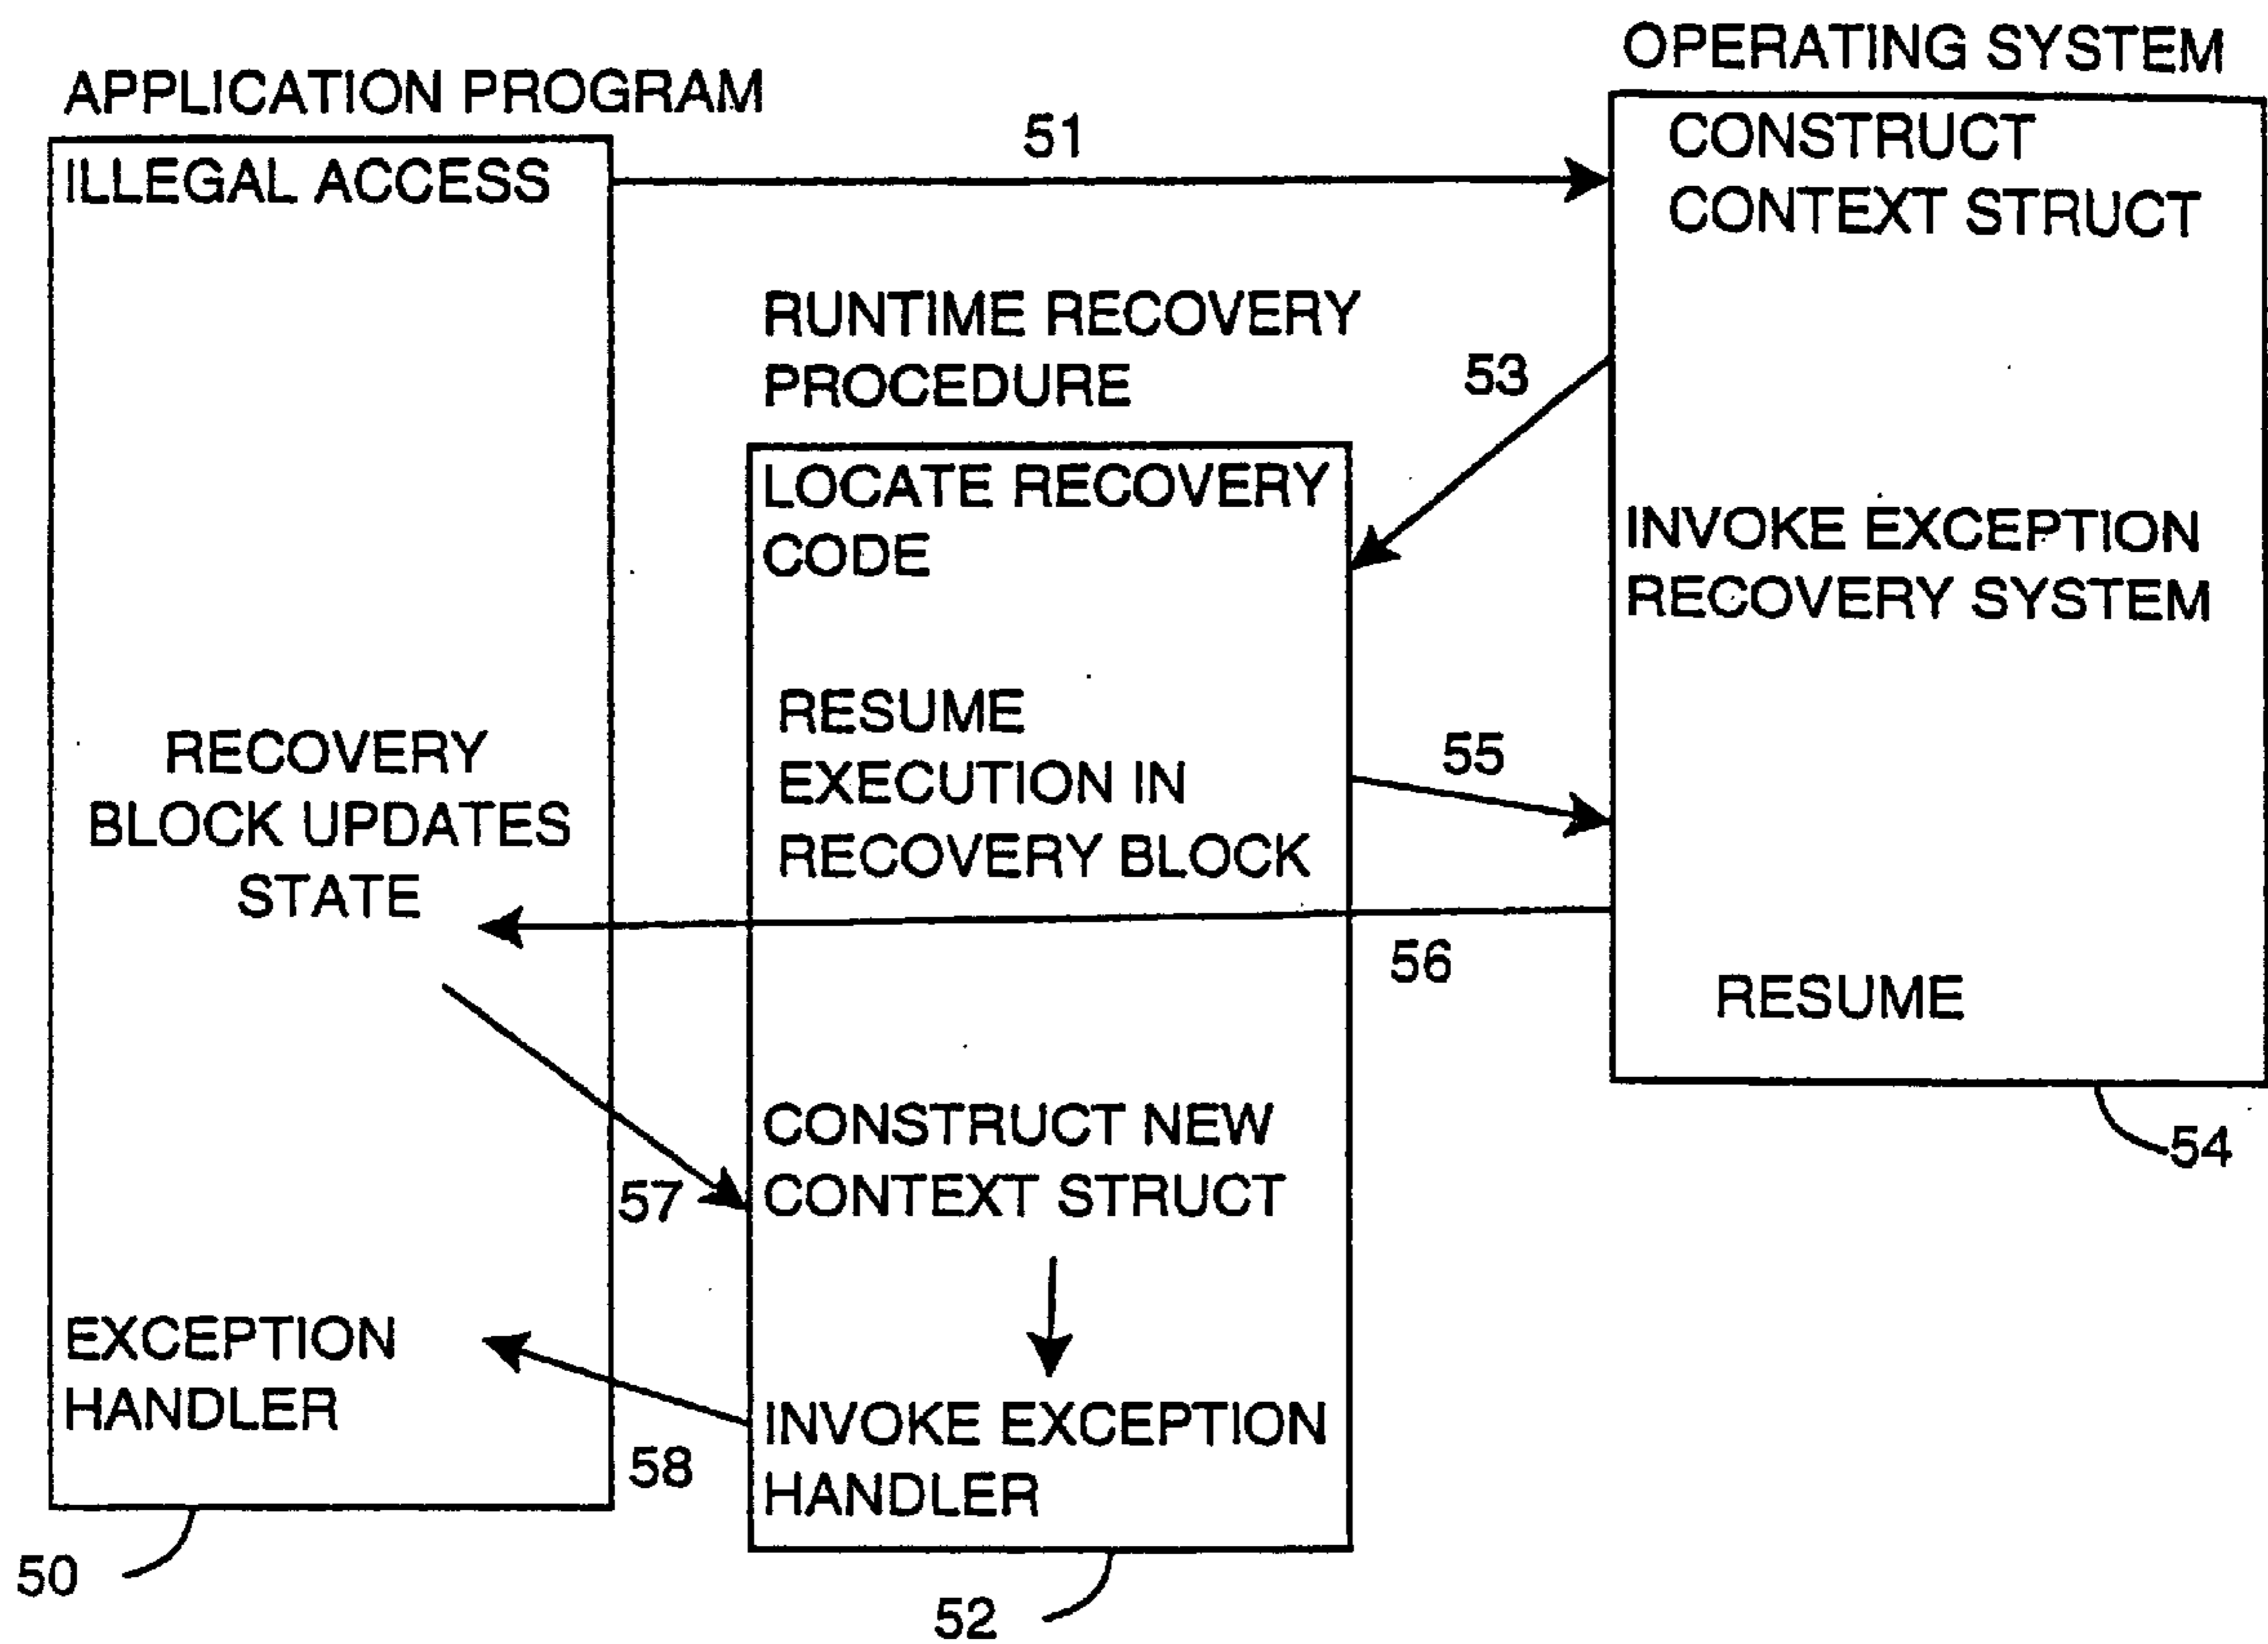 OPERATING SYSTEM
APPLICATION PROGRAM
51
ILLEGAL ACCESS
CONSTRUCT
CONTEXT STRUCT
RUNTIME RECOVERY
PROCEDURE
53
LOCATE RECOVERY
CODE
INVOKE EXCEPTION
RECOVERY SYSTEM
RESUME
EXECUTION IN
RECOVERY BLOCK
55
RECOVERY
BLOCK UPDATES
STATE
56
RESUME
54
CONSTRUCT NEW
CONTEXT STRUCT
57
EXCEPTION
HANDLER
INVOKE EXCEPTION
HANDLER
58
50
52